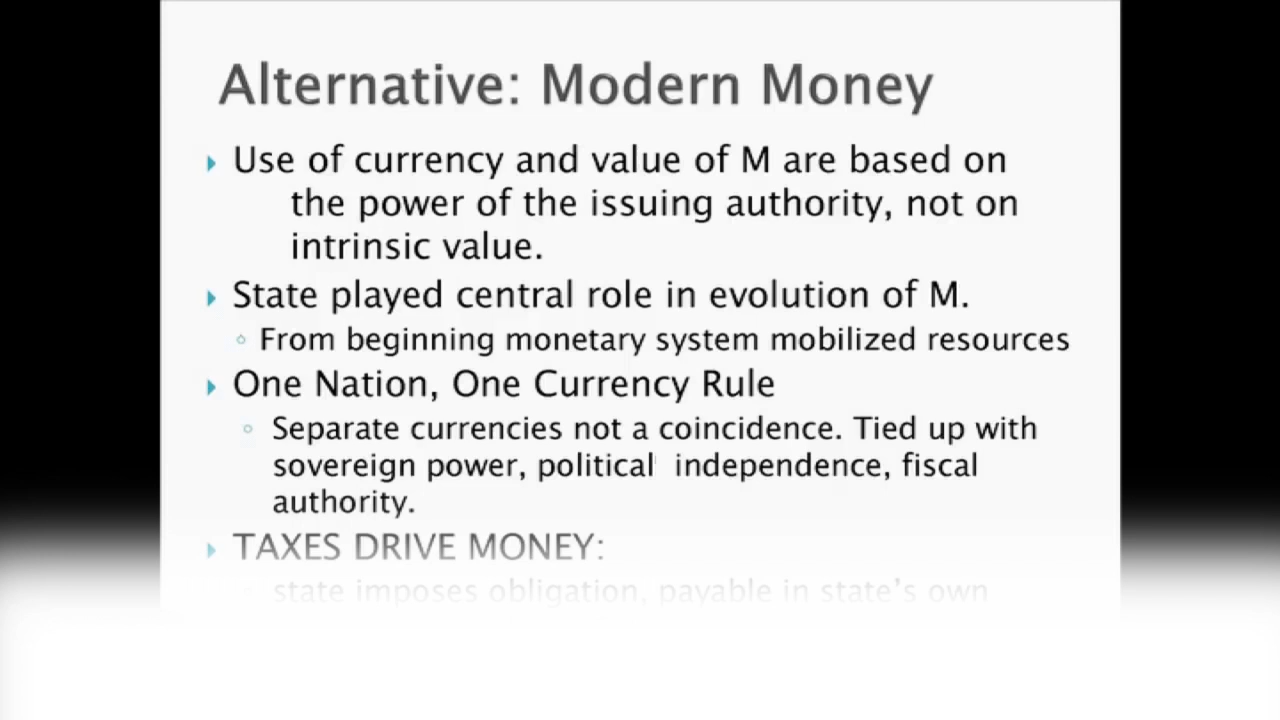 Alternative: Modern Money
Use of currency and value of M are based on
the power of the issuing authority, not on
intrinsic value.
State played central role in evolution of M.
From beginning monetary system mobilized resources
One Nation, One Currency Rule
Separate currencies not a coincidence. Tied up with
sovereign power, political independence, fiscal
authority.
TAXES DRIVE MONEY:
state imposes obligation, payable in state's own